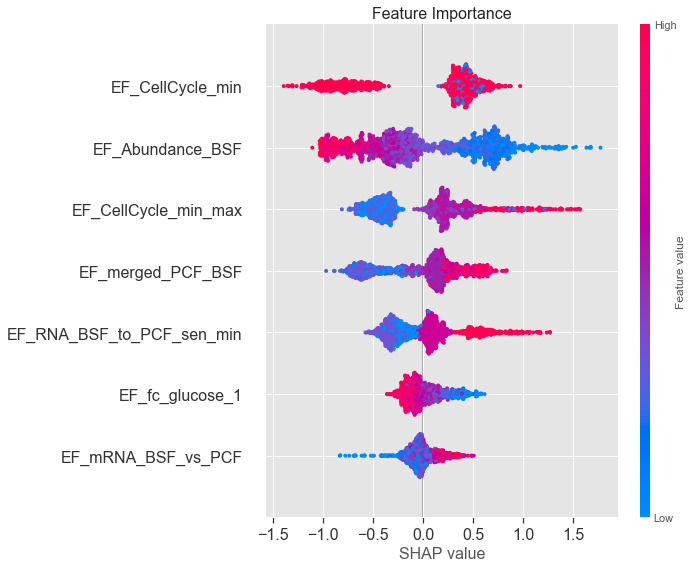 Feature Importance
High
EF_CellCycle_min
EF_Abundance_BSF
EF_CellCycle_min_max
EF_merged_PCF_BSF
EF_RNA_BSF_to_PCF_sen_min
EF_fc_glucose_1
EF_mRNA_BSF_vs_PCF
Feature value
Low
−1.5 −1.0 −0.5 0.0 0.5 1.0 1.5
SHAP value